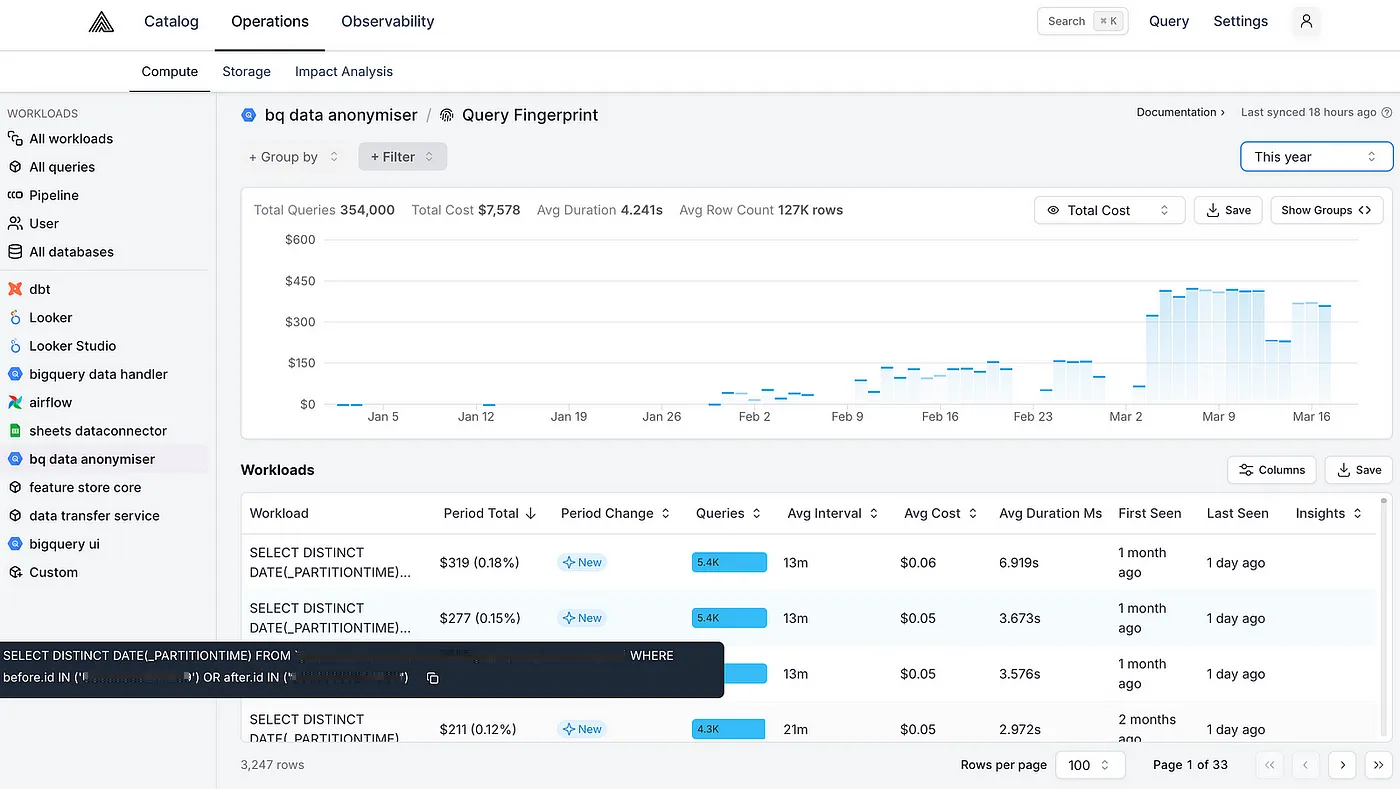 Catalog Operations Observability Search ⌘ K Query Settings
Compute Storage Impact Analysis
WORKLOADS
All workloads
All queries
Pipeline
User
All databases
dbt
Looker
Looker Studio
bigquery data handler
airflow
sheets dataconnector
bq data anonymiser
feature store core
data transfer service
bigquery ui
Custom
bq data anonymiser / Query Fingerprint
Documentation › Last synced 18 hours ago
+ Group by + Filter This year
Total Queries 354,000 Total Cost $7,578 Avg Duration 4.241s Avg Row Count 127K rows
Total Cost Save Show Groups
$600
$450
$300
$150
$0
Jan 5 Jan 12 Jan 19 Jan 26 Feb 2 Feb 9 Feb 16 Feb 23 Mar 2 Mar 9 Mar 16
Workloads Columns Save
Workload Period Total Period Change Queries Avg Interval Avg Cost Avg Duration Ms First Seen Last Seen Insights
SELECT DISTINCT
DATE(_PARTITIONTIME)...
$319 (0.18%) New 5.4K 13m $0.06 6.919s 1 month
ago
1 day ago
SELECT DISTINCT
DATE(_PARTITIONTIME)...
$277 (0.15%) New 5.4K 13m $0.05 3.673s 1 month
ago
1 day ago
SELECT DISTINCT DATE(_PARTITIONTIME) FROM ` ` WHERE
before.id IN (' ') OR after.id IN (" ")
13m $0.05 3.576s 1 month
ago
1 day ago
SELECT DISTINCT
DATE(_PARTITIONTIME)
$211 (0.12%) New 4.3K 21m $0.05 2.972s 2 months
ago
1 day ago
3,247 rows Rows per page 100 Page 1 of 33